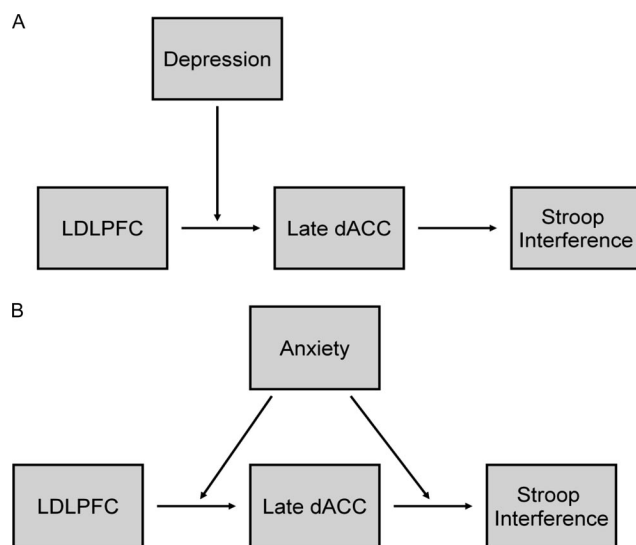 A
Depression
LDLPFC
Late dACC
Stroop
Interference
B
Anxiety
LDLPFC
Late dACC
Stroop
Interference